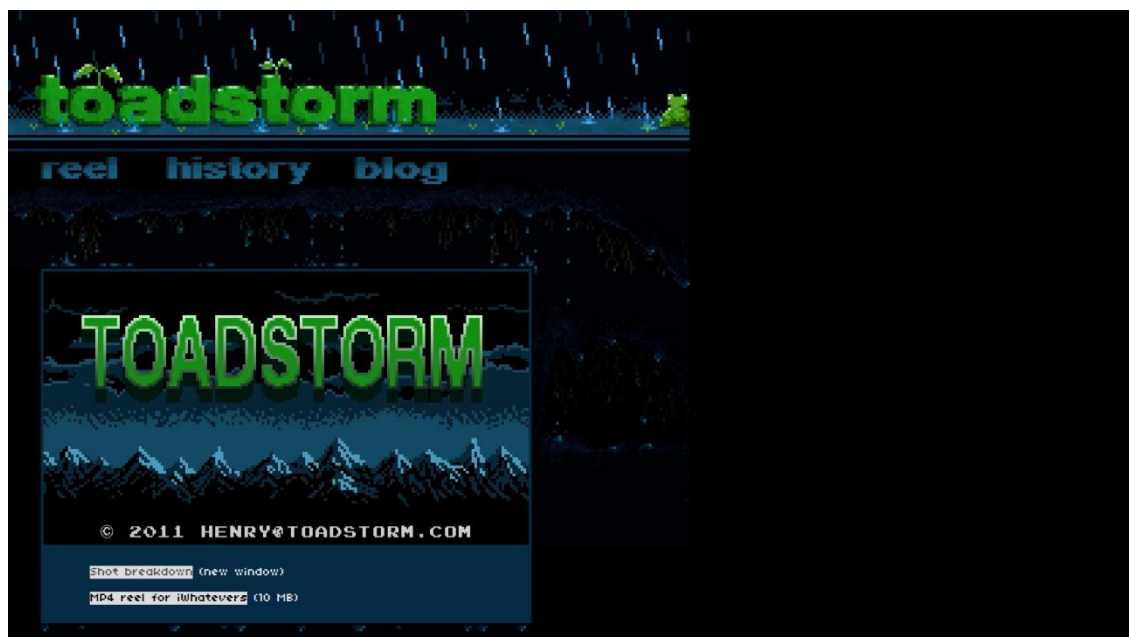 toadstorm
reel history blog
TOADSTORM
© 2011 HENRY@TOADSTORM.COM
Shot breakdown (new window)
MP4 reel for iWhatevers (10 MB)